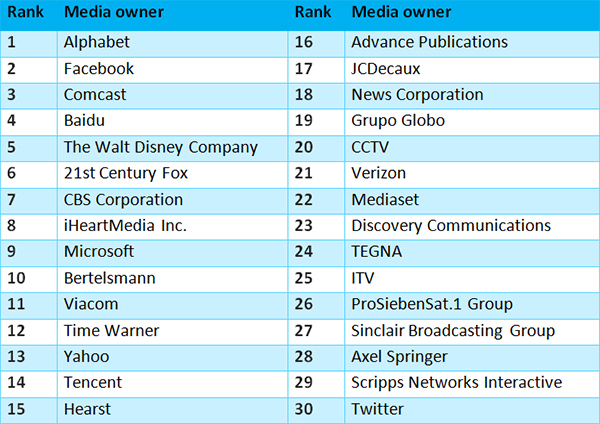 Rank Media owner Rank Media owner
1 Alphabet 16 Advance Publications
2 Facebook 17 JCDecaux
3 Comcast 18 News Corporation
4 Baidu 19 Grupo Globo
5 The Walt Disney Company 20 CCTV
6 21st Century Fox 21 Verizon
7 CBS Corporation 22 Mediaset
8 iHeartMedia Inc. 23 Discovery Communications
9 Microsoft 24 TEGNA
10 Bertelsmann 25 ITV
11 Viacom 26 ProSiebenSat.1 Group
12 Time Warner 27 Sinclair Broadcasting Group
13 Yahoo 28 Axel Springer
14 Tencent 29 Scripps Networks Interactive
15 Hearst 30 Twitter